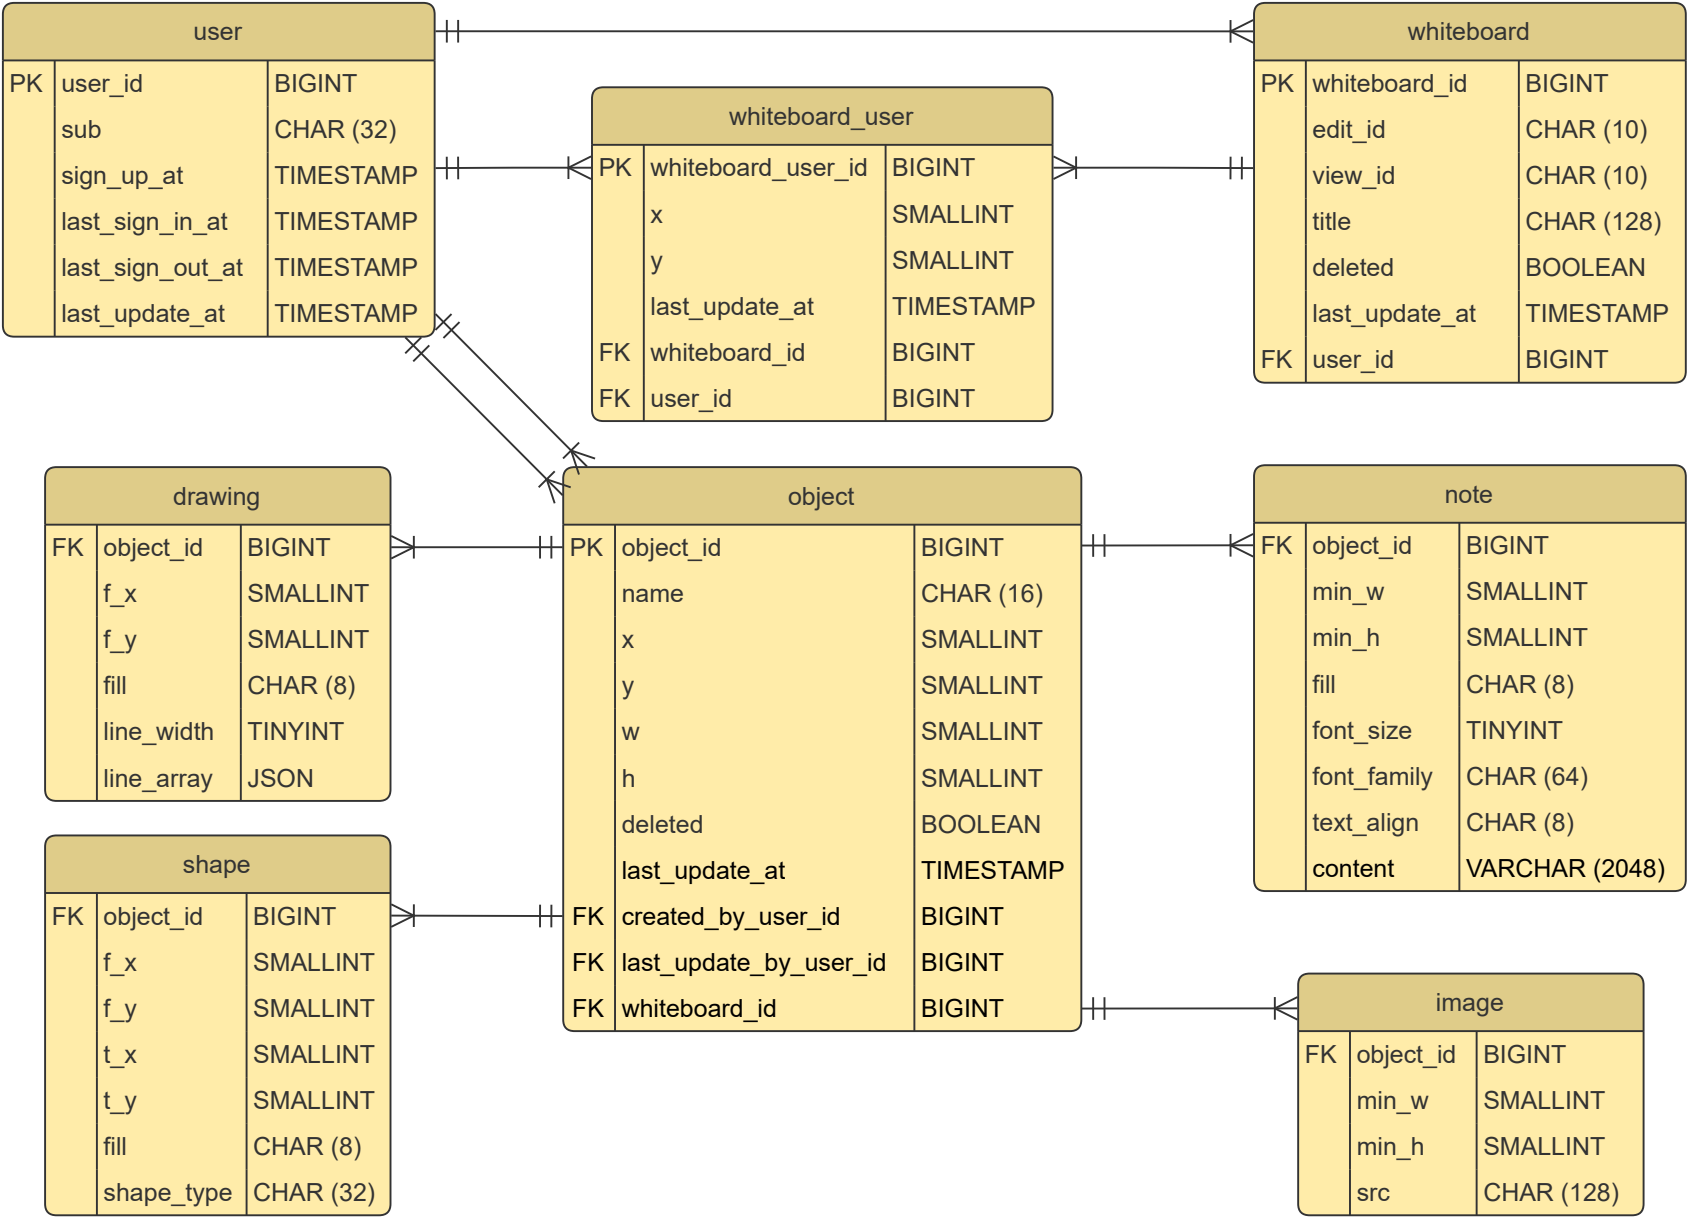 user
PK user_id BIGINT
sub CHAR (32)
sign_up_at TIMESTAMP
last_sign_in_at TIMESTAMP
last_sign_out_at TIMESTAMP
last_update_at TIMESTAMP
whiteboard_user
PK whiteboard_user_id BIGINT
x SMALLINT
y SMALLINT
last_update_at TIMESTAMP
FK whiteboard_id BIGINT
FK user_id BIGINT
whiteboard
PK whiteboard_id BIGINT
edit_id CHAR (10)
view_id CHAR (10)
title CHAR (128)
deleted BOOLEAN
last_update_at TIMESTAMP
FK user_id BIGINT
drawing
FK object_id BIGINT
f_x SMALLINT
f_y SMALLINT
fill CHAR (8)
line_width TINYINT
line_array JSON
object
PK object_id BIGINT
name CHAR (16)
x SMALLINT
y SMALLINT
w SMALLINT
h SMALLINT
deleted BOOLEAN
last_update_at TIMESTAMP
FK created_by_user_id BIGINT
FK last_update_by_user_id BIGINT
FK whiteboard_id BIGINT
note
FK object_id BIGINT
min_w SMALLINT
min_h SMALLINT
fill CHAR (8)
font_size TINYINT
font_family CHAR (64)
text_align CHAR (8)
content VARCHAR (2048)
shape
FK object_id BIGINT
f_x SMALLINT
f_y SMALLINT
t_x SMALLINT
t_y SMALLINT
fill CHAR (8)
shape_type CHAR (32)
image
FK object_id BIGINT
min_w SMALLINT
min_h SMALLINT
src CHAR (128)